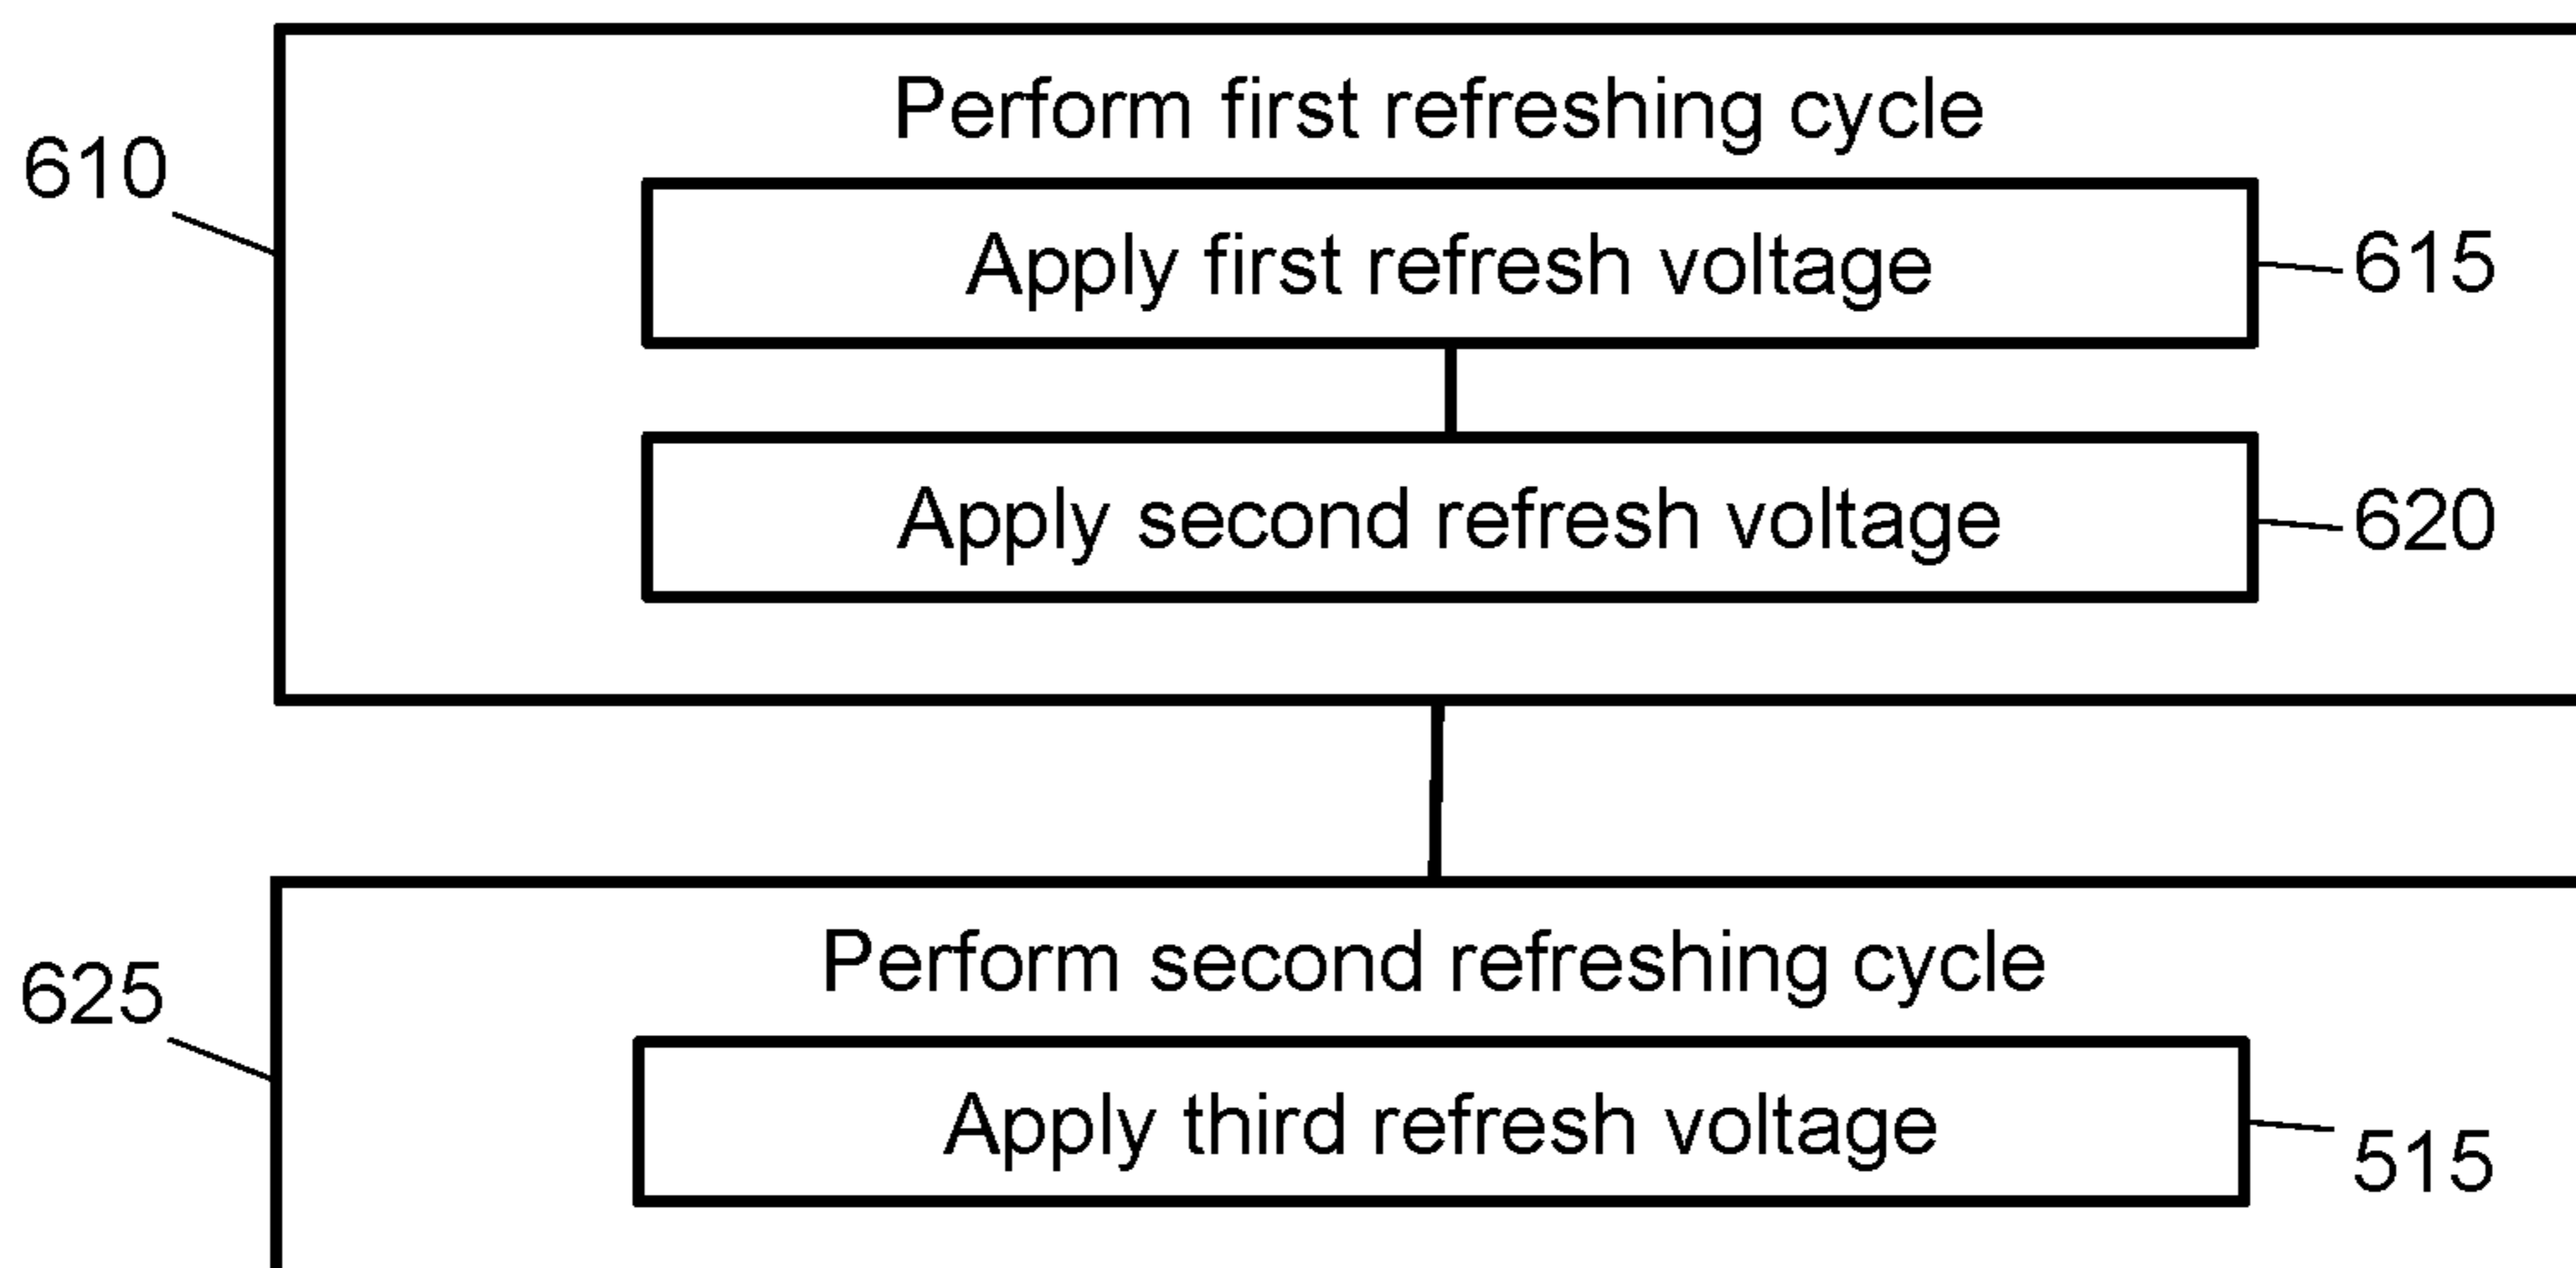 Perform first refreshing cycle
610
Apply first refresh voltage
615
Apply second refresh voltage
620
Perform second refreshing cycle
625
Apply third refresh voltage
515